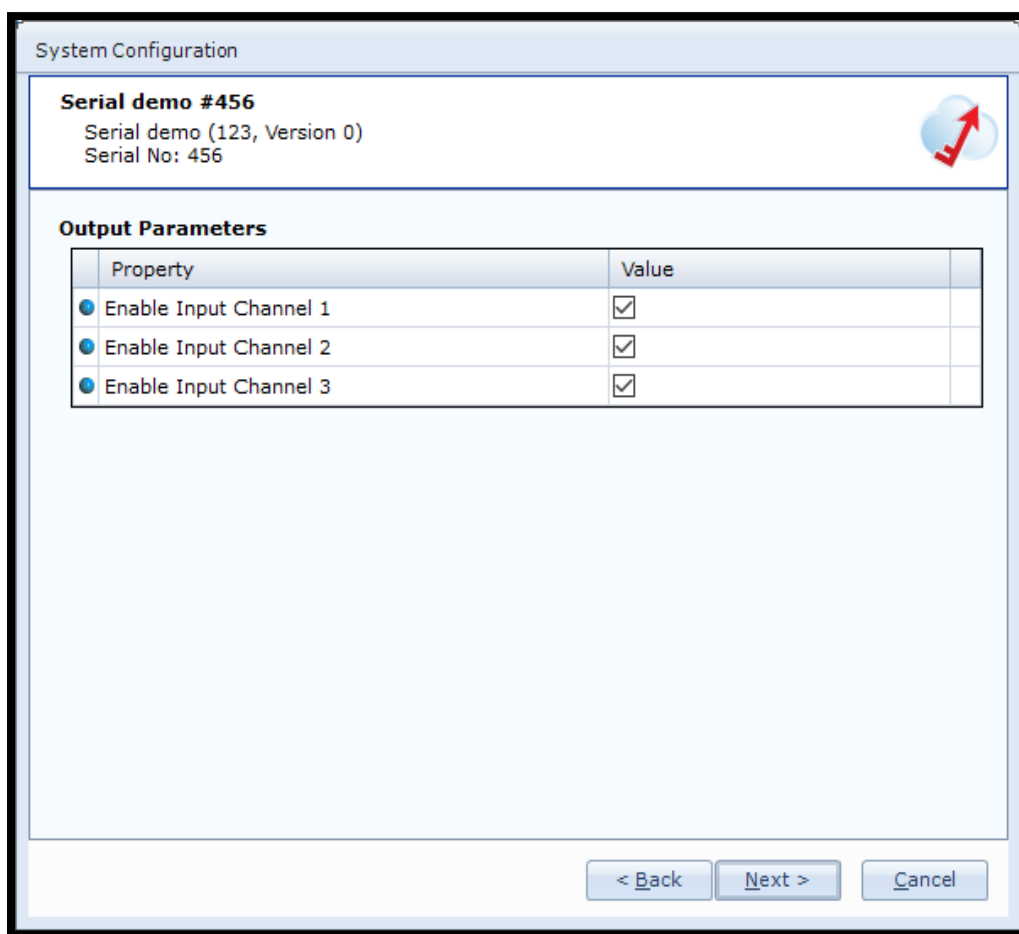 System Configuration
Serial demo #456
Serial demo (123, Version 0)
Serial No: 456
Output Parameters
Property Value
Enable Input Channel 1
Enable Input Channel 2
Enable Input Channel 3
< Back Next > Cancel